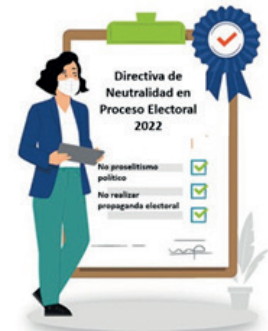 Directiva de
Neutralidad en
Proceso Electoral
2022
No proselitismo
político
No realizar
propaganda electoral